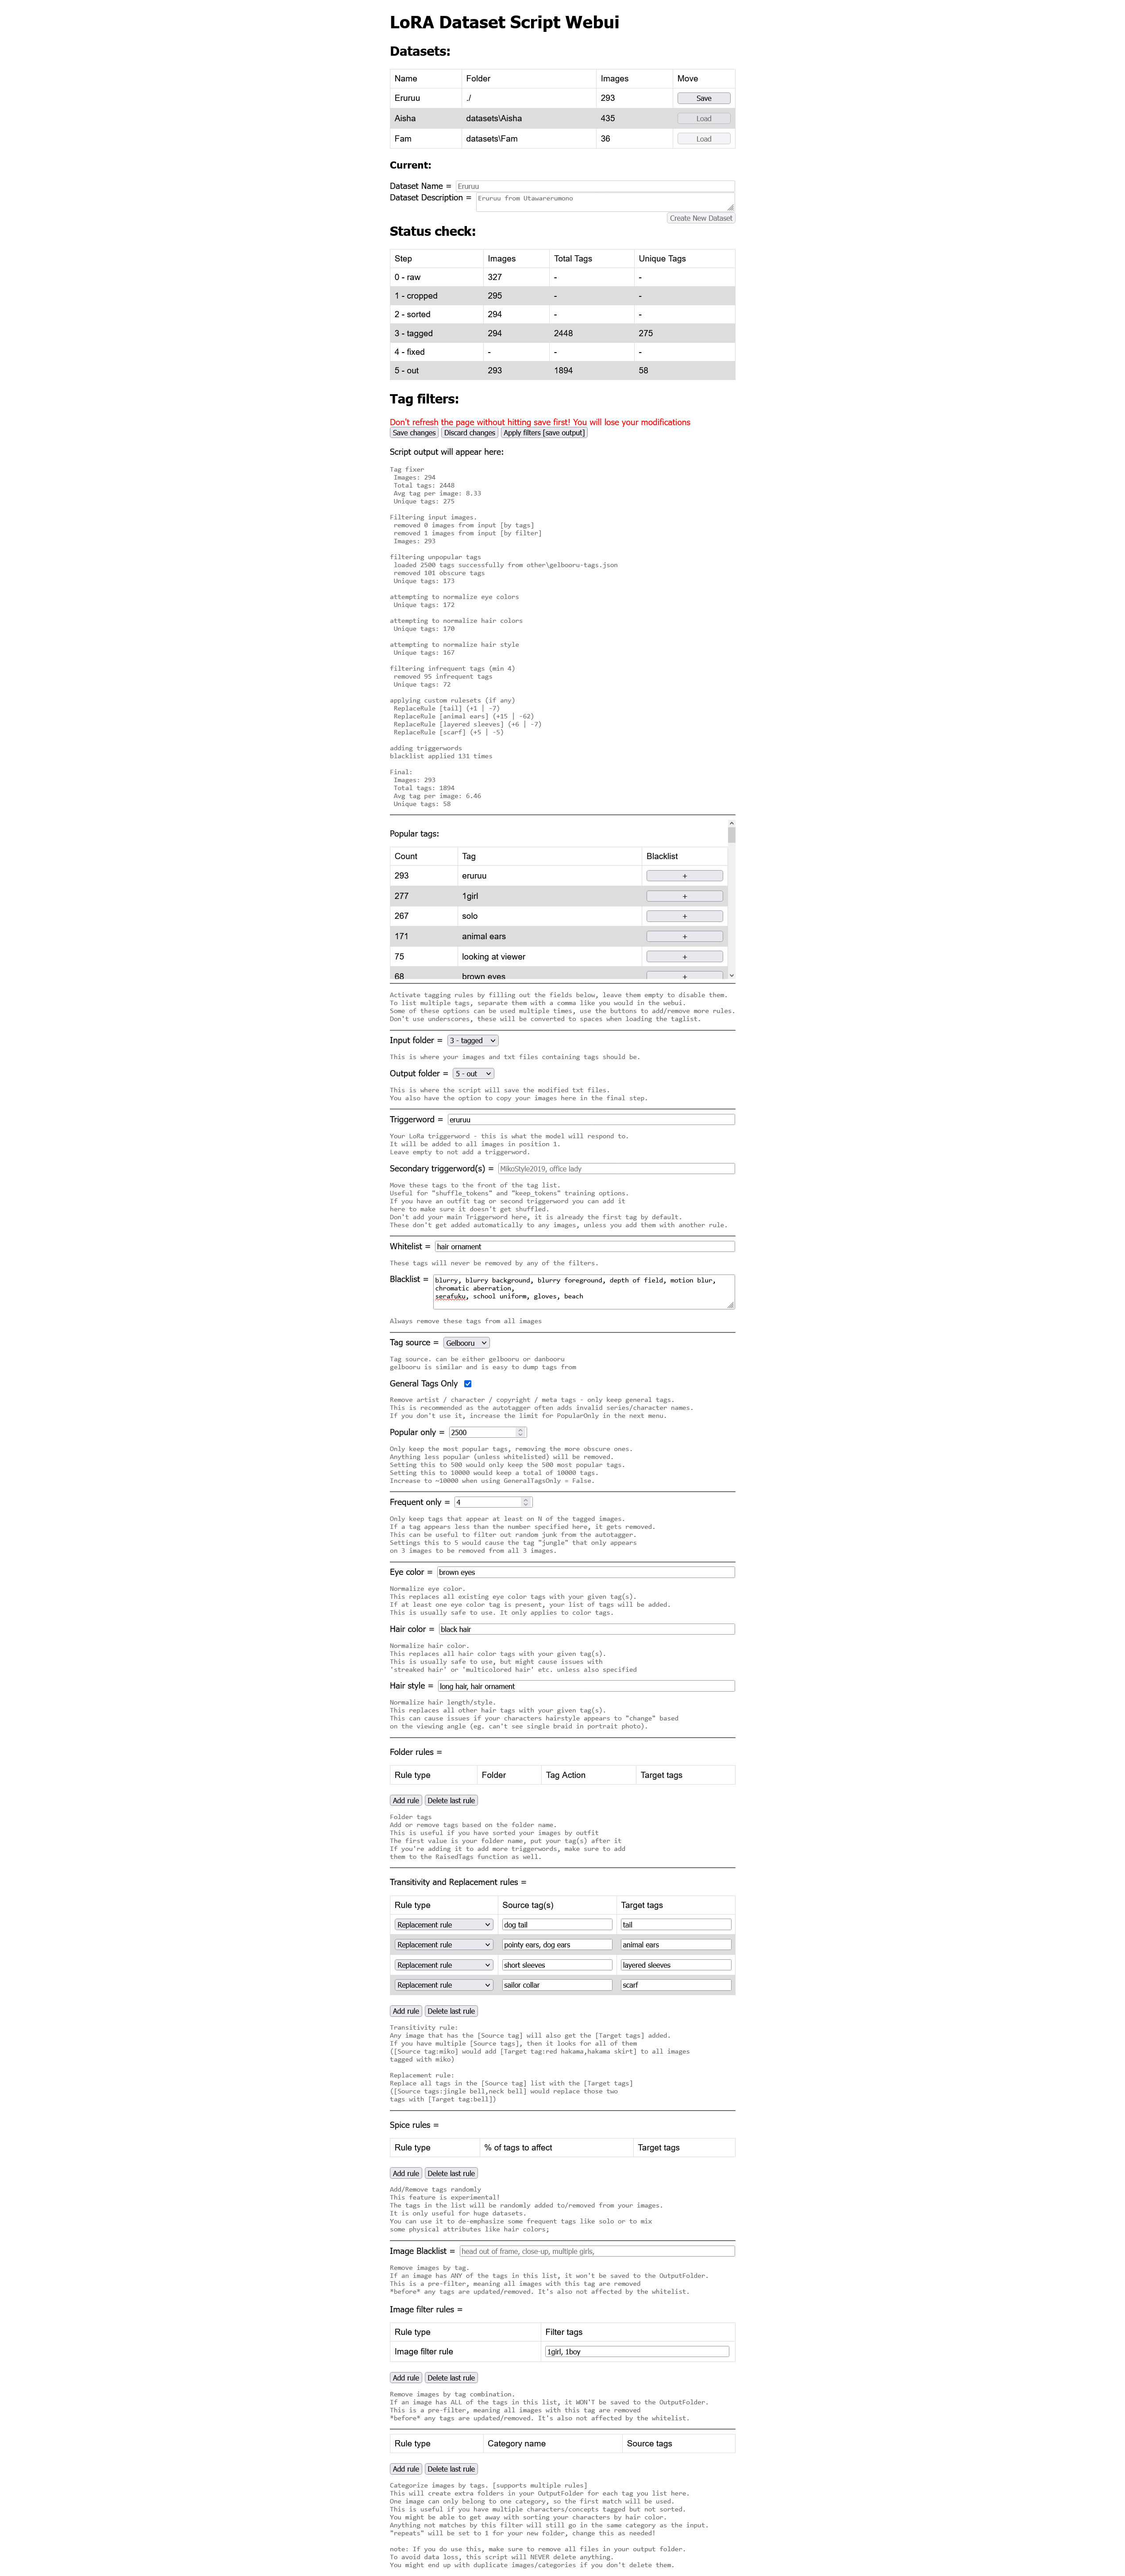 LoRA Dataset Script Webui
Datasets:
Name Folder Images Move
Eruruu ./ 293 Save
Aisha datasets\Aisha 435 Load
Fam datasets\Fam 36 Load
Current:
Dataset Name = Eruruu
Dataset Description = Eruruu from Utawarerumono
Create New Dataset
Status check:
Step Images Total Tags Unique Tags
0 - raw 327 - -
1 - cropped 295 - -
2 - sorted 294 - -
3 - tagged 294 2448 275
4 - fixed - - -
5 - out 293 1894 58
Tag filters:
Don't refresh the page without hitting save first! You will lose your modifications
Save changes Discard changes Apply filters [save output]
Script output will appear here:
Tag fixer
Images: 294
Total tags: 2448
Avg tag per image: 8.33
Unique tags: 275
Filtering input images.
removed 0 images from input [by tags]
removed 1 images from input [by filter]
Images: 293
filtering unpopular tags
loaded 2500 tags successfully from other\gelbooru-tags.json
removed 101 obscure tags
Unique tags: 173
attempting to normalize eye colors
Unique tags: 172
attempting to normalize hair colors
Unique tags: 170
attempting to normalize hair style
Unique tags: 167
filtering infrequent tags (min 4)
removed 95 infrequent tags
Unique tags: 72
applying custom rulesets (if any)
ReplaceRule [tail] (+1 | -7)
ReplaceRule [animal ears] (+15 | -62)
ReplaceRule [layered sleeves] (+6 | -7)
ReplaceRule [scarf] (+5 | -5)
adding triggerwords
blacklist applied 131 times
Final:
Images: 293
Total tags: 1894
Avg tag per image: 6.46
Unique tags: 58
Popular tags:
Count Tag Blacklist
293 eruruu +
277 1girl +
267 solo +
171 animal ears +
75 looking at viewer +
68 brown eyes +
Activate tagging rules by filling out the fields below, leave them empty to disable them.
To list multiple tags, separate them with a comma like you would in the webui.
Some of these options can be used multiple times, use the buttons to add/remove more rules.
Don't use underscores, these will be converted to spaces when loading the taglist.
Input folder = 3 - tagged
This is where your images and txt files containing tags should be.
Output folder = 5 - out
This is where the script will save the modified txt files.
You also have the option to copy your images here in the final step.
Triggerword = eruruu
Your LoRa triggerword - this is what the model will respond to.
It will be added to all images in position 1.
Leave empty to not add a triggerword.
Secondary triggerword(s) = MikoStyle2019, office lady
Move these tags to the front of the tag list.
Useful for "shuffle_tokens" and "keep_tokens" training options.
If you have an outfit tag or second triggerword you can add it
here to make sure it doesn't get shuffled.
Don't add your main Triggerword here, it is already the first tag by default.
These don't get added automatically to any images, unless you add them with another rule.
Whitelist = hair ornament
These tags will never be removed by any of the filters.
Blacklist = blurry, blurry background, blurry foreground, depth of field, motion blur,
chromatic aberration,
serafuku, school uniform, gloves, beach
Always remove these tags from all images
Tag source = Gelbooru
Tag source. can be either gelbooru or danbooru
gelbooru is similar and is easy to dump tags from
General Tags Only
Remove artist / character / copyright / meta tags - only keep general tags.
This is recommended as the autotagger often adds invalid series/character names.
If you don't use it, increase the limit for PopularOnly in the next menu.
Popular only = 2500
Only keep the most popular tags, removing the more obscure ones.
Anything less popular (unless whitelisted) will be removed.
Setting this to 500 would only keep the 500 most popular tags.
Setting this to 10000 would keep a total of 10000 tags.
Increase to ~10000 when using GeneralTagsOnly = False.
Frequent only = 4
Only keep tags that appear at least on N of the tagged images.
If a tag appears less than the number specified here, it gets removed.
This can be useful to filter out random junk from the autotagger.
Settings this to 5 would cause the tag "jungle" that only appears
on 3 images to be removed from all 3 images.
Eye color = brown eyes
Normalize eye color.
This replaces all existing eye color tags with your given tag(s).
If at least one eye color tag is present, your list of tags will be added.
This is usually safe to use. It only applies to color tags.
Hair color = black hair
Normalize hair color.
This replaces all hair color tags with your given tag(s).
This is usually safe to use, but might cause issues with
'streaked hair' or 'multicolored hair' etc. unless also specified
Hair style = long hair, hair ornament
Normalize hair length/style.
This replaces all other hair tags with your given tag(s).
This can cause issues if your characters hairstyle appears to "change" based
on the viewing angle (eg. can't see single braid in portrait photo).
Folder rules =
Rule type Folder Tag Action Target tags
Add rule Delete last rule
Folder tags
Add or remove tags based on the folder name.
This is useful if you have sorted your images by outfit
The first value is your folder name, put your tag(s) after it
If you're adding it to add more triggerwords, make sure to add
them to the RaisedTags function as well.
Transitivity and Replacement rules =
Rule type Source tag(s) Target tags
Replacement rule dog tail tail
Replacement rule pointy ears, dog ears animal ears
Replacement rule short sleeves layered sleeves
Replacement rule sailor collar scarf
Add rule Delete last rule
Transitivity rule:
Any image that has the [Source tag] will also get the [Target tags] added.
If you have multiple [Source tags], then it looks for all of them
([Source tag:miko] would add [Target tag:red hakama,hakama skirt] to all images
tagged with miko)
Replacement rule:
Replace all tags in the [Source tag] list with the [Target tags]
([Source tags:jingle bell,neck bell] would replace those two
tags with [Target tag:bell])
Spice rules =
Rule type % of tags to affect Target tags
Add rule Delete last rule
Add/Remove tags randomly
This feature is experimental!
The tags in the list will be randomly added to/removed from your images.
It is only useful for huge datasets.
You can use it to de-emphasize some frequent tags like solo or to mix
some physical attributes like hair colors;
Image Blacklist = head out of frame, close-up, multiple girls,
Remove images by tag.
If an image has ANY of the tags in this list, it won't be saved to the OutputFolder.
This is a pre-filter, meaning all images with this tag are removed
*before* any tags are updated/removed. It's also not affected by the whitelist.
Image filter rules =
Rule type Filter tags
Image filter rule 1girl, 1boy
Add rule Delete last rule
Remove images by tag combination.
If an image has ALL of the tags in this list, it WON'T be saved to the OutputFolder.
This is a pre-filter, meaning all images with this tag are removed
*before* any tags are updated/removed. It's also not affected by the whitelist.
Rule type Category name Source tags
Add rule Delete last rule
Categorize images by tags. [supports multiple rules]
This will create extra folders in your OutputFolder for each tag you list here.
One image can only belong to one category, so the first match will be used.
This is useful if you have multiple characters/concepts tagged but not sorted.
You might be able to get away with sorting your characters by hair color.
Anything not matches by this filter will still go in the same category as the input.
"repeats" will be set to 1 for your new folder, change this as needed!
note: If you do use this, make sure to remove all files in your output folder.
To avoid data loss, this script will NEVER delete anything.
You might end up with duplicate images/categories if you don't delete them.